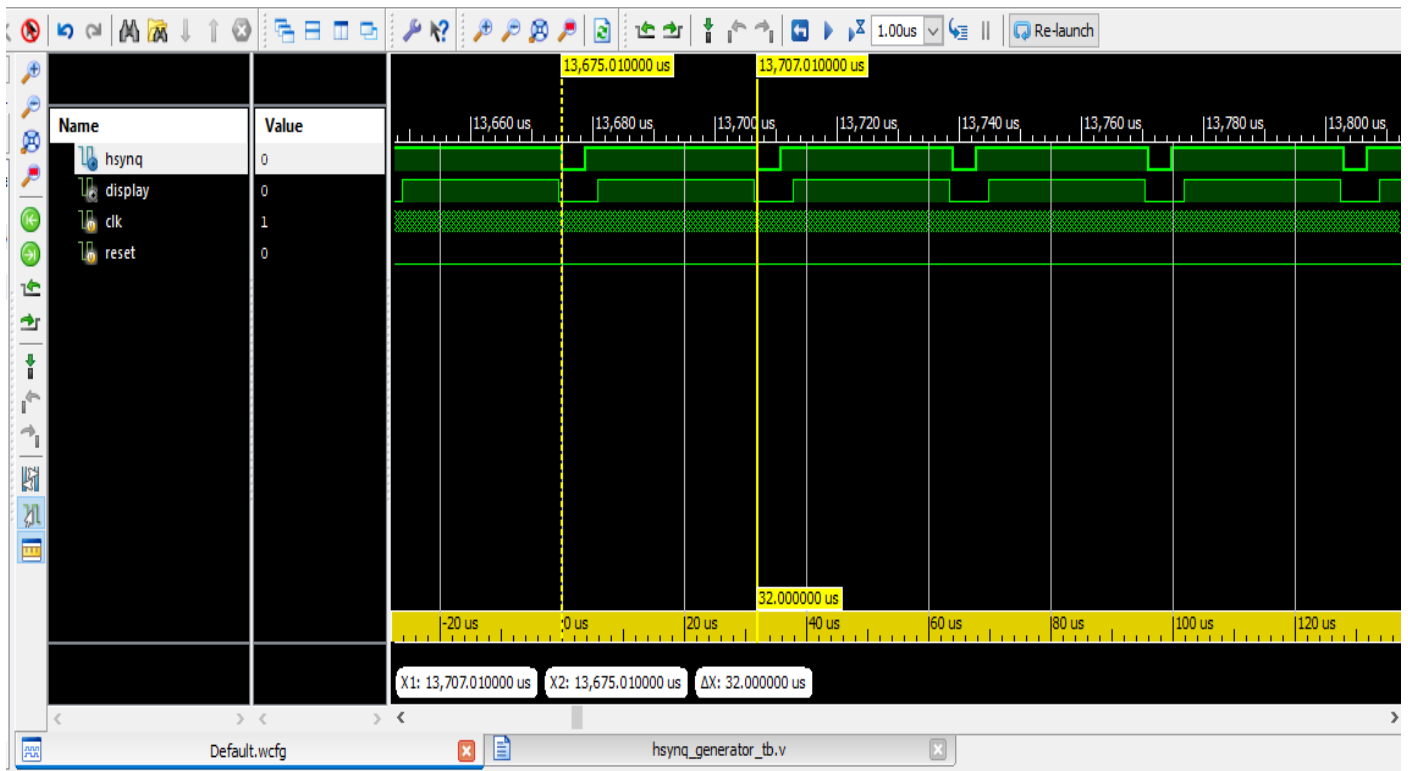 1.00us Re-launch
13,675.010000 us 13,707.010000 us
Name Value 13,660 us 13,680 us 13,700 us 13,720 us 13,740 us 13,760 us 13,780 us 13,800 us
hsynq 0
display 0
clk 1
reset 0
32.000000 us
-20 us 0 us 20 us 40 us 60 us 80 us 100 us 120 us
X1: 13,707.010000 us X2: 13,675.010000 us ΔX: 32.000000 us
Default.wcfg hsynq_generator_tb.v